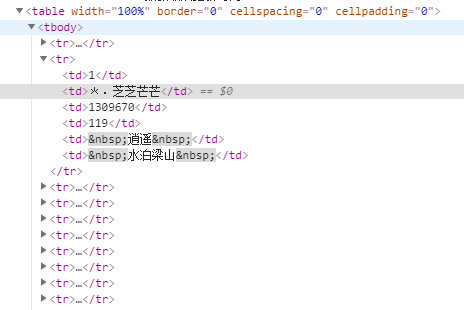 <table width="100%" border="0" cellspacing="0" cellpadding="0">
<tbody>
<tr>…</tr>
<tr>
<td>1</td>
<td>火．芝芝芒芒</td> == $0
<td>1309670</td>
<td>119</td>
<td>&nbsp;逍遥&nbsp;</td>
<td>&nbsp;水泊梁山&nbsp;</td>
</tr>
<tr>…</tr>
<tr>…</tr>
<tr>…</tr>
<tr>…</tr>
<tr>…</tr>
<tr>…</tr>
<tr>…</tr>
<tr>…</tr>